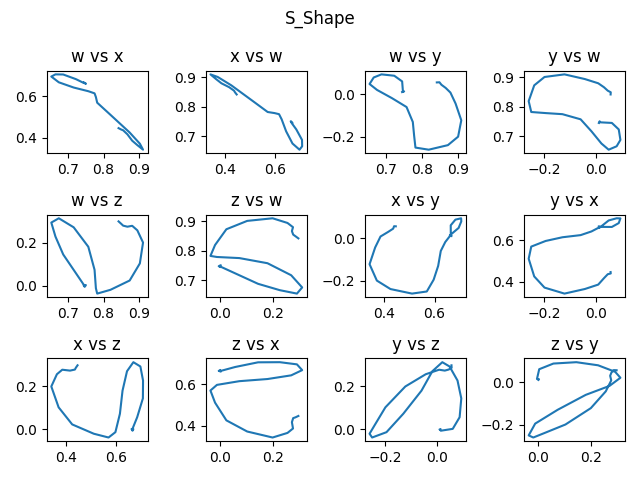 S_Shape
w vs x
x vs w
w vs y
y vs w
0.6
0.4
0.7 0.8 0.9
0.9
0.8
0.7
0.4 0.6
0.0
−0.2
0.7 0.8 0.9
0.9
0.8
0.7
−0.2 0.0
w vs z
z vs w
x vs y
y vs x
0.2
0.0
0.7 0.8 0.9
0.9
0.8
0.7
0.0 0.2
0.0
−0.2
0.4 0.6
0.6
0.4
−0.2 0.0
x vs z
z vs x
y vs z
z vs y
0.2
0.0
0.4 0.6
0.6
0.4
0.0 0.2
0.2
0.0
−0.2 0.0
0.0
−0.2
0.0 0.2